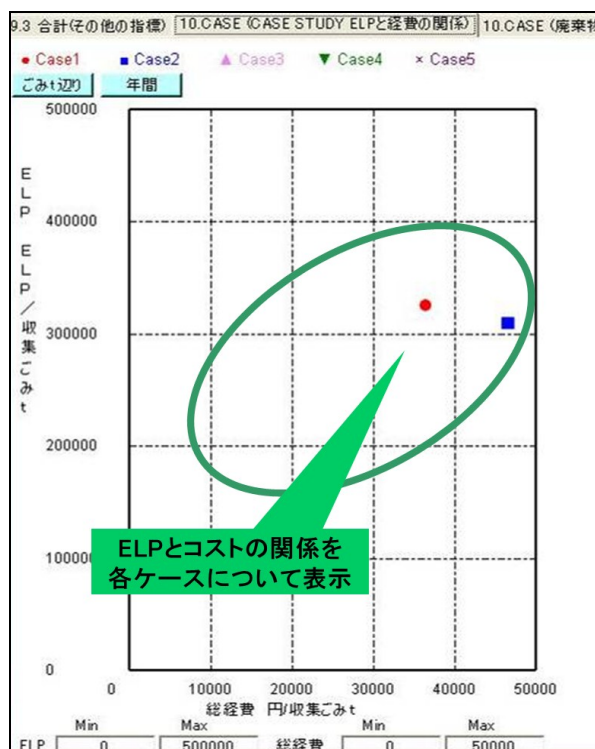 9.3 合計(その他の指標) 10.CASE (CASE STUDY ELPと経費の関係) 10.CASE (廃棄物
● Case1 ■ Case2 ▲ Case3 ▼ Case4 × Case5
ごみt辺り 年間
500000
400000
300000
200000
100000
0
ELP ELP/収集ごみt
ELPとコストの関係を
各ケースについて表示
0 10000 20000 30000 40000 50000
総経費 円/収集ごみt
Min Max Min Max
ELP 0 500000 総経費 0 50000